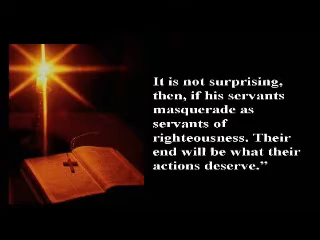 It is not surprising,
then, if his servants
masquerade as
servants of
righteousness. Their
end will be what their
actions deserve.”